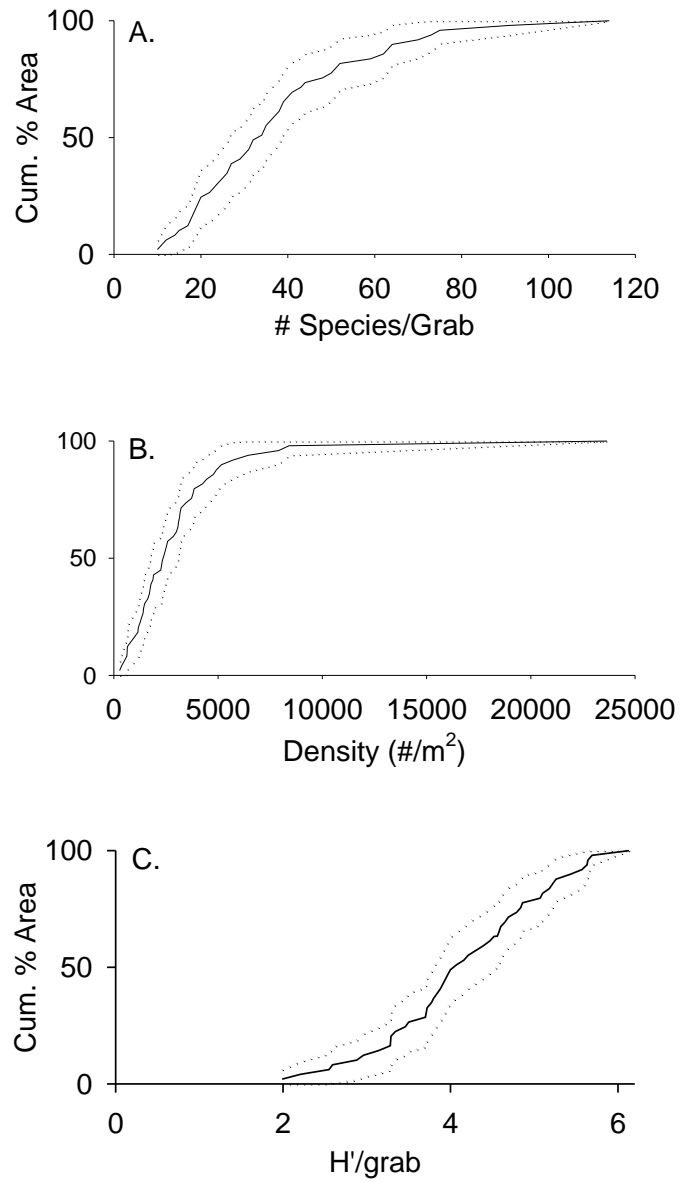 A.
100
50
0
Cum. % Area
0 20 40 60 80 100 120
# Species/Grab
B.
100
50
0
0 5000 10000 15000 20000 25000
Density (#/m²)
C.
100
50
0
Cum. % Area
0 2 4 6
H'/grab